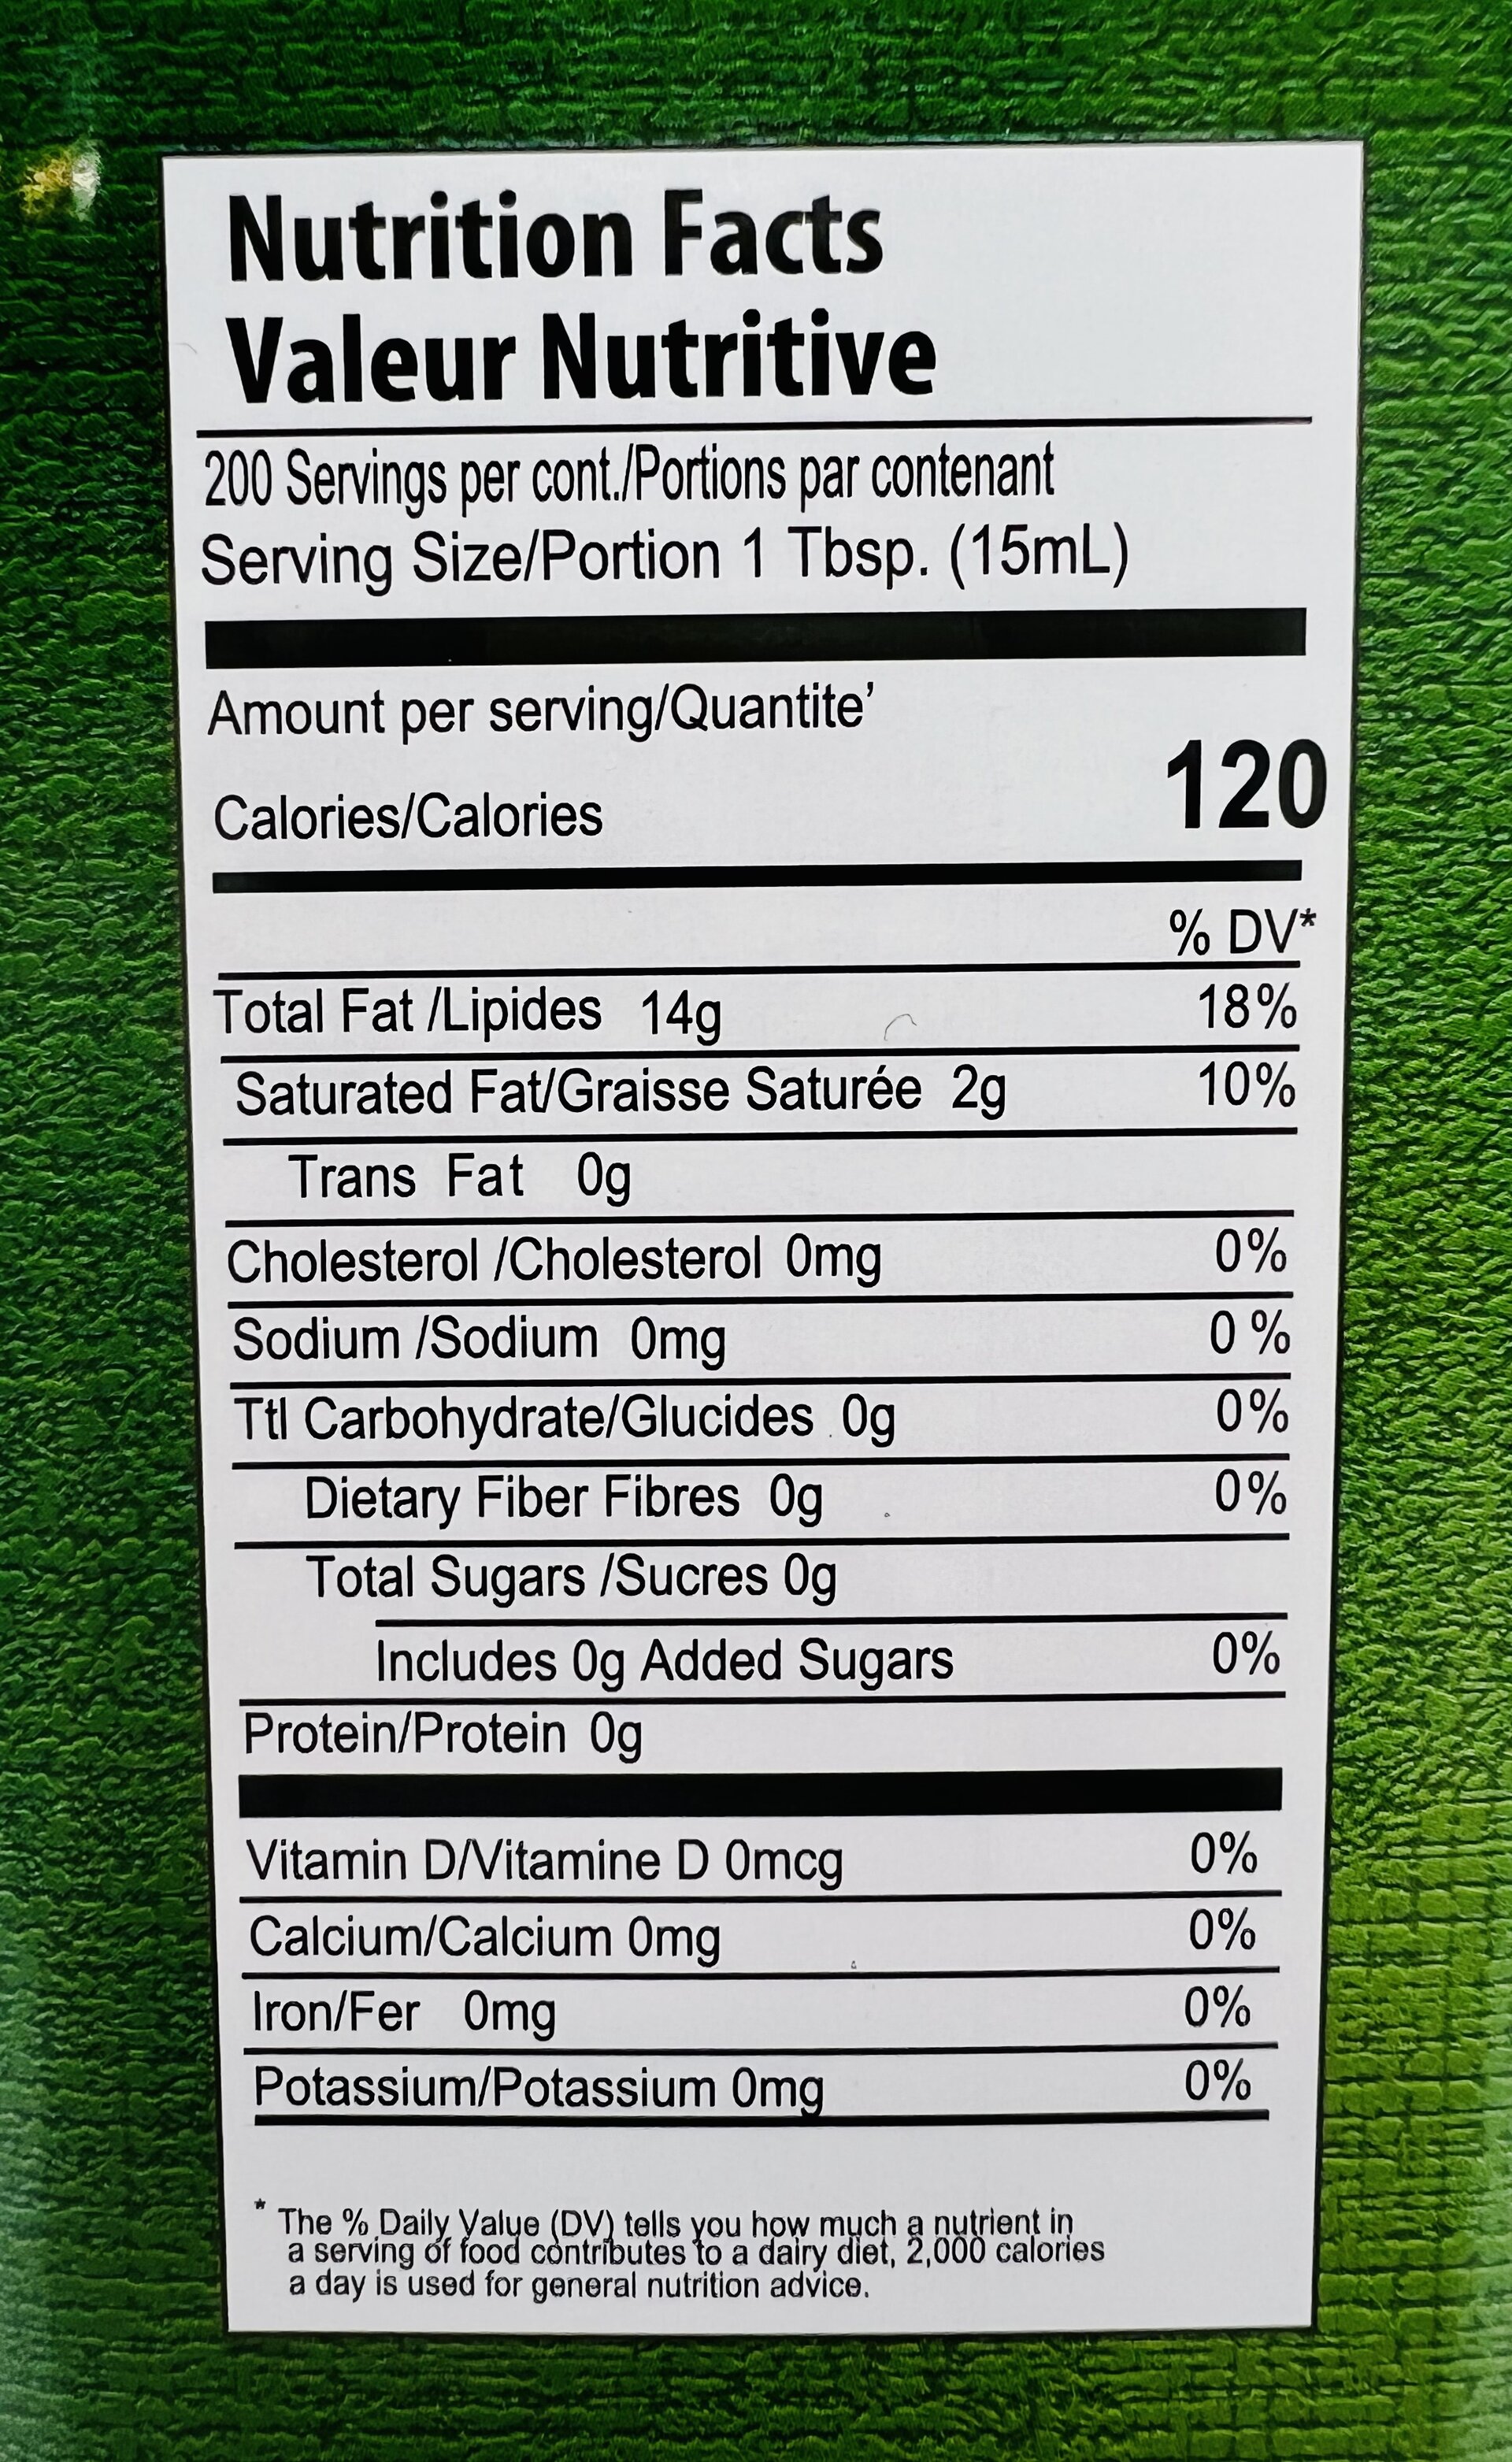 Nutrition Facts
Valeur Nutritive
200 Servings per cont./Portions par contenant
Serving Size/Portion 1 Tbsp. (15mL)
Amount per serving/Quantite’
Calories/Calories 120
% DV*
Total Fat /Lipides 14g 18%
Saturated Fat/Graisse Saturée 2g 10%
Trans Fat 0g
Cholesterol /Cholesterol 0mg 0%
Sodium /Sodium 0mg 0 %
Ttl Carbohydrate/Glucides 0g 0%
Dietary Fiber Fibres 0g 0%
Total Sugars /Sucres 0g
Includes 0g Added Sugars 0%
Protein/Protein 0g
Vitamin D/Vitamine D 0mcg 0%
Calcium/Calcium 0mg 0%
Iron/Fer 0mg 0%
Potassium/Potassium 0mg 0%
* The % Daily Value (DV) tells you how much a nutrient in
a serving of food contributes to a dairy diet, 2,000 calories
a day is used for general nutrition advice.